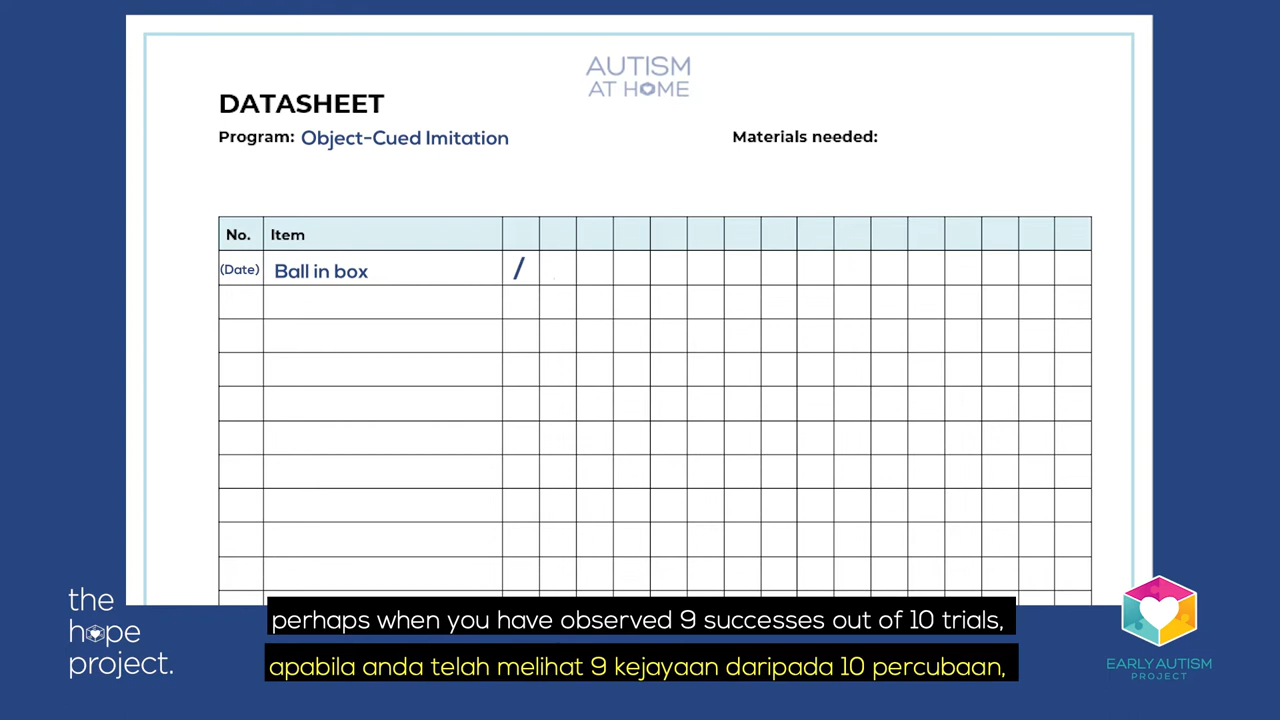 AUTISM
AT HOME
DATASHEET
Program: Object-Cued Imitation
Materials needed:
No. Item
(Date) Ball in box /
the
hope
project.
perhaps when you have observed 9 successes out of 10 trials,
apabila anda telah melihat 9 kejayaan daripada 10 percubaan,
EARLY AUTISM
PROJECT